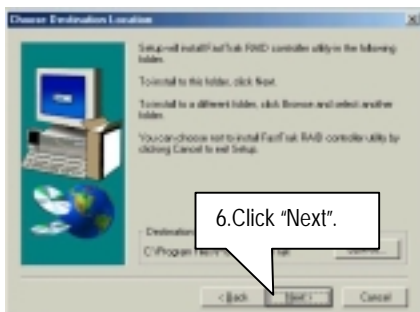 Choose Destination Location
Setup will install FastTrak RAID controller utility in the following
folder.
To install to this folder, click Next.
To install to a different folder, click Browse and select another
folder.
You can choose not to install FastTrak RAID controller utility by
clicking Cancel to exit Setup.
6.Click “Next”.
Destination
C:\Program
< Back
Next >
Cancel